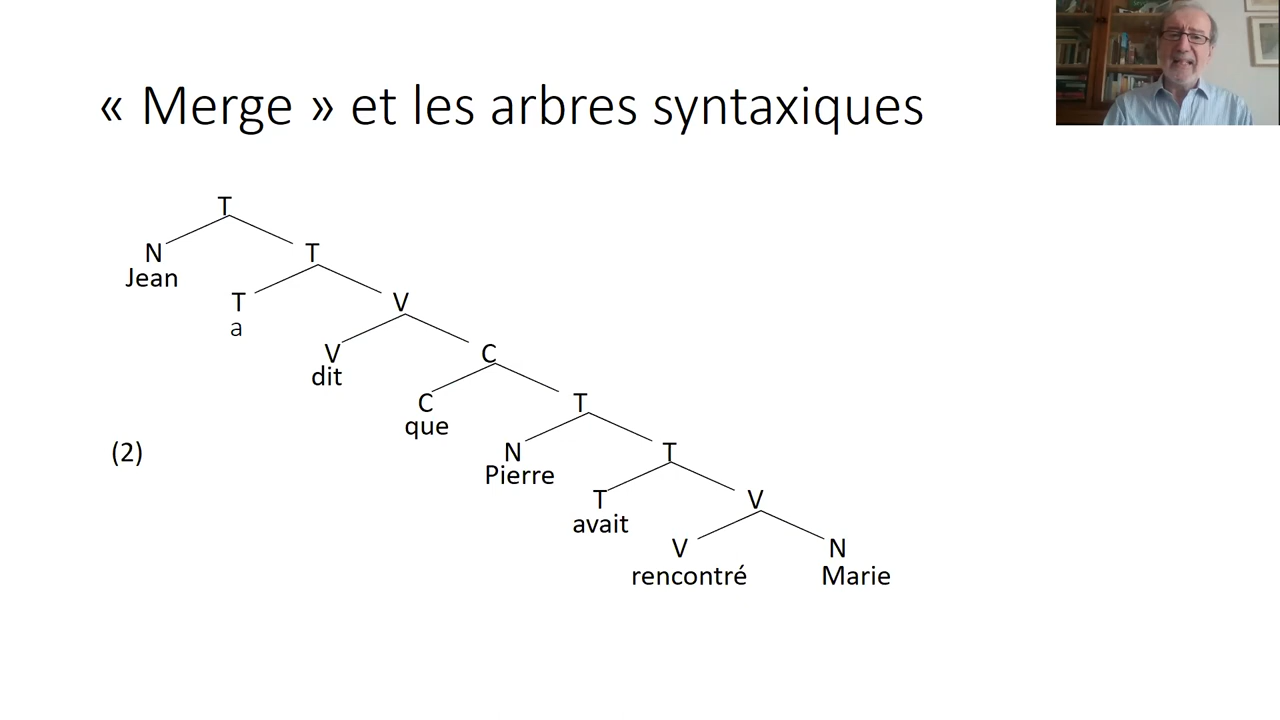 « Merge » et les arbres syntaxiques
T
N T
Jean
T V
a
V C
dit
C T
que
(2)
N T
Pierre
T V
avait
V N
rencontré Marie